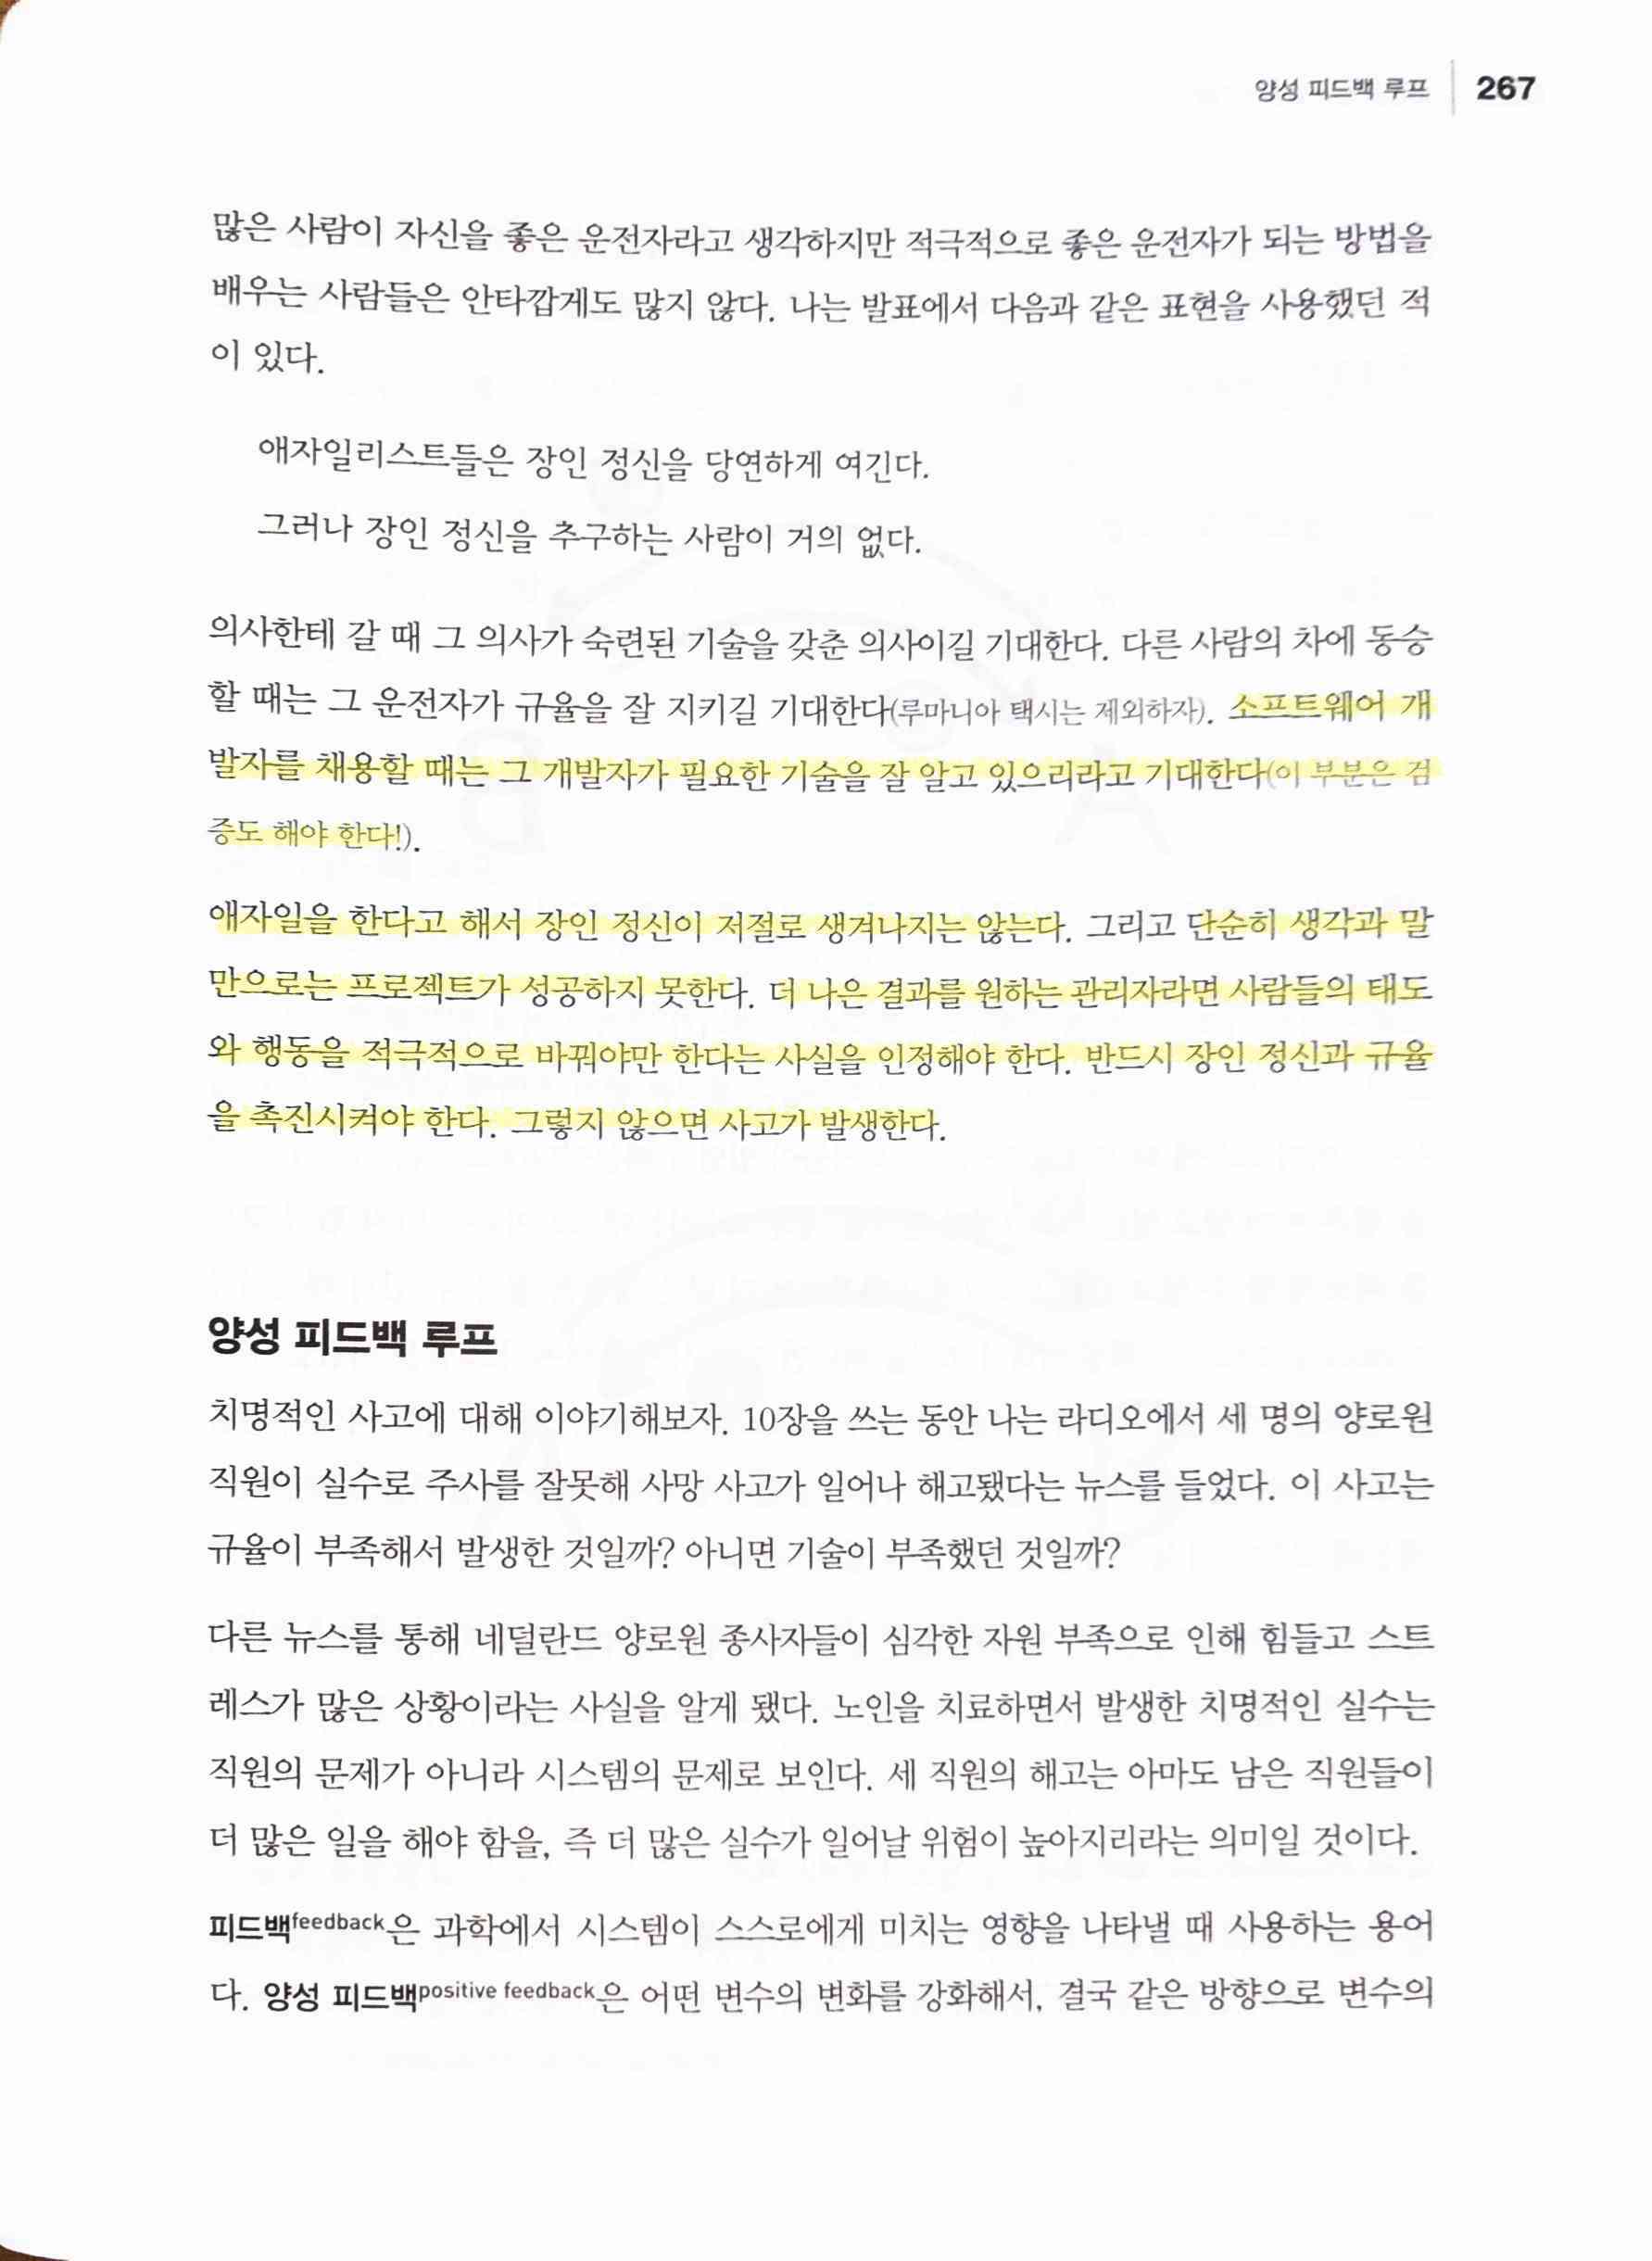 양성 피드백 루프 267
많은 사람이 자신을 좋은 운전자라고 생각하지만 적극적으로 좋은 운전자가 되는 방법을
배우는 사람들은 안타깝게도 많지 않다. 나는 발표에서 다음과 같은 표현을 사용했던 적
이 있다.
애자일리스트들은 장인 정신을 당연하게 여긴다.
그러나 장인 정신을 추구하는 사람이 거의 없다.
의사한테 갈 때 그 의사가 숙련된 기술을 갖춘 의사이길 기대한다. 다른 사람의 차에 동승
할 때는 그 운전자가 규율을 잘 지키길 기대한다(루마니아 택시는 제외하자). 소프트웨어 개
발자를 채용할 때는 그 개발자가 필요한 기술을 잘 알고 있으리라고 기대한다(이 부분은 검
증도 해야 한다!).
애자일을 한다고 해서 장인 정신이 저절로 생겨나지는 않는다. 그리고 단순히 생각과 말
만으로는 프로젝트가 성공하지 못한다. 더 나은 결과를 원하는 관리자라면 사람들의 태도
와 행동을 적극적으로 바꿔야만 한다는 사실을 인정해야 한다. 반드시 장인 정신과 규율
을 촉진시켜야 한다. 그렇지 않으면 사고가 발생한다.
양성 피드백 루프
치명적인 사고에 대해 이야기해보자. 10장을 쓰는 동안 나는 라디오에서 세 명의 양로원
직원이 실수로 주사를 잘못해 사망 사고가 일어나 해고됐다는 뉴스를 들었다. 이 사고는
규율이 부족해서 발생한 것일까? 아니면 기술이 부족했던 것일까?
다른 뉴스를 통해 네덜란드 양로원 종사자들이 심각한 자원 부족으로 인해 힘들고 스트
레스가 많은 상황이라는 사실을 알게 됐다. 노인을 치료하면서 발생한 치명적인 실수는
직원의 문제가 아니라 시스템의 문제로 보인다. 세 직원의 해고는 아마도 남은 직원들이
더 많은 일을 해야 함을, 즉 더 많은 실수가 일어날 위험이 높아지리라는 의미일 것이다.
피드백feedback은 과학에서 시스템이 스스로에게 미치는 영향을 나타낼 때 사용하는 용어
다. 양성 피드백positive feedback은 어떤 변수의 변화를 강화해서, 결국 같은 방향으로 변수의